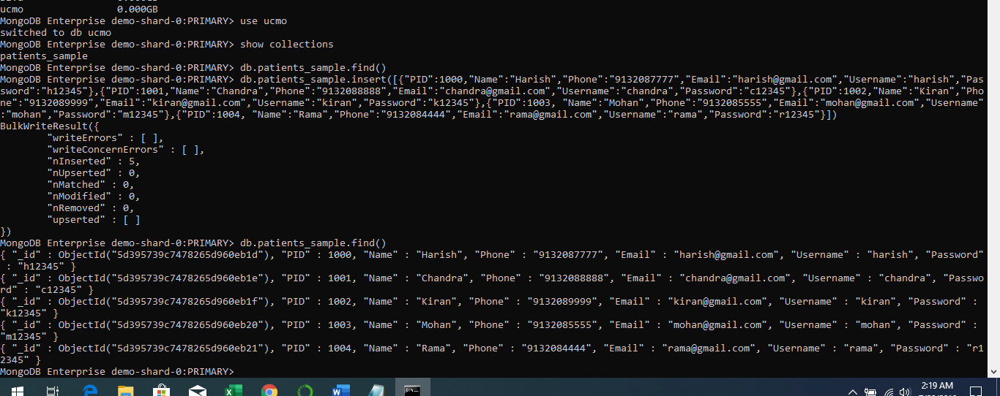 ucmo 0.000GB
MongoDB Enterprise demo-shard-0:PRIMARY> use ucmo
switched to db ucmo
MongoDB Enterprise demo-shard-0:PRIMARY> show collections
patients_sample
MongoDB Enterprise demo-shard-0:PRIMARY> db.patients_sample.find()
MongoDB Enterprise demo-shard-0:PRIMARY> db.patients_sample.insert([{"PID":1000,"Name":"Harish","Phone":"9132087777","Email":"harish@gmail.com","Username":"harish","Pas
sword":"h12345"},{"PID":1001,"Name":"Chandra","Phone":"9132088888","Email":"chandra@gmail.com","Username":"chandra","Password":"c12345"},{"PID":1002,"Name":"Kiran","Pho
ne":"9132089999","Email":"kiran@gmail.com","Username":"kiran","Password":"k12345"},{"PID":1003, "Name":"Mohan","Phone":"9132085555","Email":"mohan@gmail.com","Username"
:"mohan","Password":"m12345"},{"PID":1004, "Name":"Rama","Phone":"9132084444","Email":"rama@gmail.com","Username":"rama","Password":"r12345"}])
BulkWriteResult({
"writeErrors" : [ ],
"writeConcernErrors" : [ ],
"nInserted" : 5,
"nUpserted" : 0,
"nMatched" : 0,
"nModified" : 0,
"nRemoved" : 0,
"upserted" : [ ]
})
MongoDB Enterprise demo-shard-0:PRIMARY> db.patients_sample.find()
{ "_id" : ObjectId("5d395739c7478265d960eb1d"), "PID" : 1000, "Name" : "Harish", "Phone" : "9132087777", "Email" : "harish@gmail.com", "Username" : "harish", "Password"
: "h12345" }
{ "_id" : ObjectId("5d395739c7478265d960eb1e"), "PID" : 1001, "Name" : "Chandra", "Phone" : "9132088888", "Email" : "chandra@gmail.com", "Username" : "chandra", "Passwo
rd" : "c12345" }
{ "_id" : ObjectId("5d395739c7478265d960eb1f"), "PID" : 1002, "Name" : "Kiran", "Phone" : "9132089999", "Email" : "kiran@gmail.com", "Username" : "kiran", "Password" :
"k12345" }
{ "_id" : ObjectId("5d395739c7478265d960eb20"), "PID" : 1003, "Name" : "Mohan", "Phone" : "9132085555", "Email" : "mohan@gmail.com", "Username" : "mohan", "Password" :
"m12345" }
{ "_id" : ObjectId("5d395739c7478265d960eb21"), "PID" : 1004, "Name" : "Rama", "Phone" : "9132084444", "Email" : "rama@gmail.com", "Username" : "rama", "Password" : "r1
2345" }
MongoDB Enterprise demo-shard-0:PRIMARY>
2:19 AM